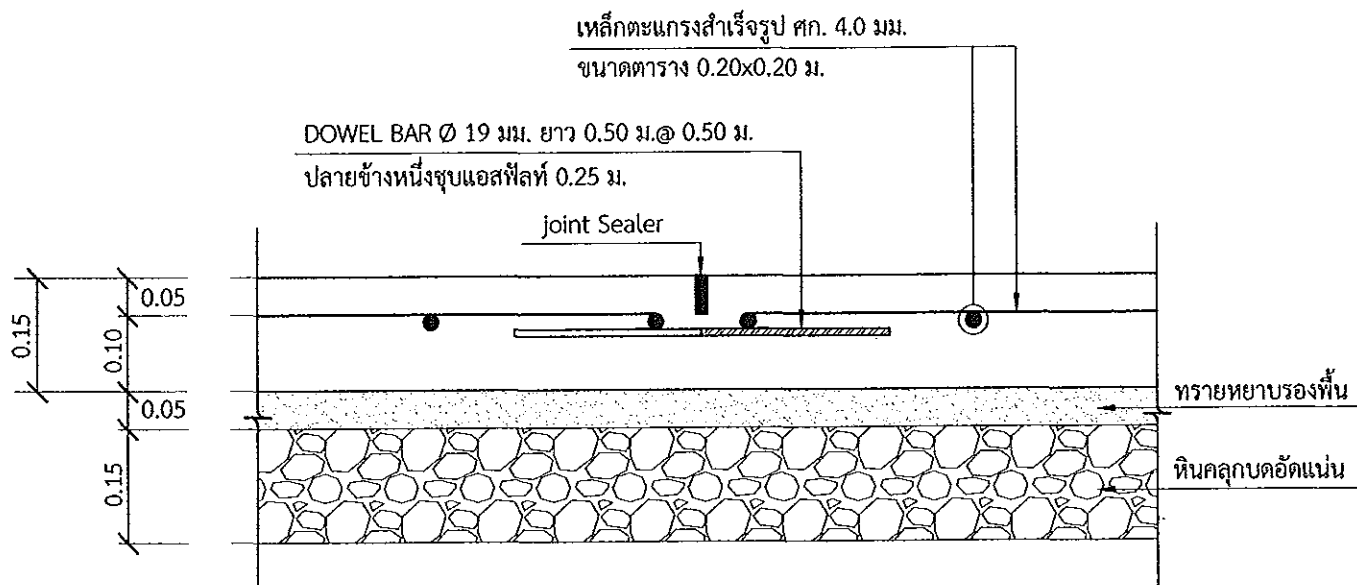 เหล็กตะแกรงสำเร็จรูป ศก. 4.0 มม.
ขนาดตาราง 0.20x0.20 ม.
DOWEL BAR Ø 19 มม. ยาว 0.50 ม.@ 0.50 ม.
ปลายข้างหนึ่งชุบแอสฟัลท์ 0.25 ม.
joint Sealer
0.15
0.05
0.10
0.05
0.15
ทรายหยาบรองพื้น
หินคลุกบดอัดแน่น